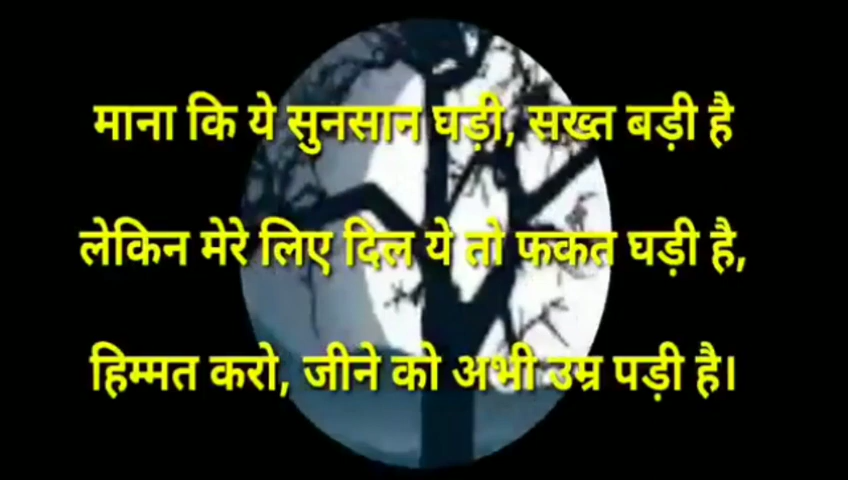 माना कि ये सुनसान घड़ी, सख्त बड़ी है
लेकिन मेरे लिए दिल ये तो फकत घड़ी है,
हिम्मत करो, जीने को अभी उम्र पड़ी है।